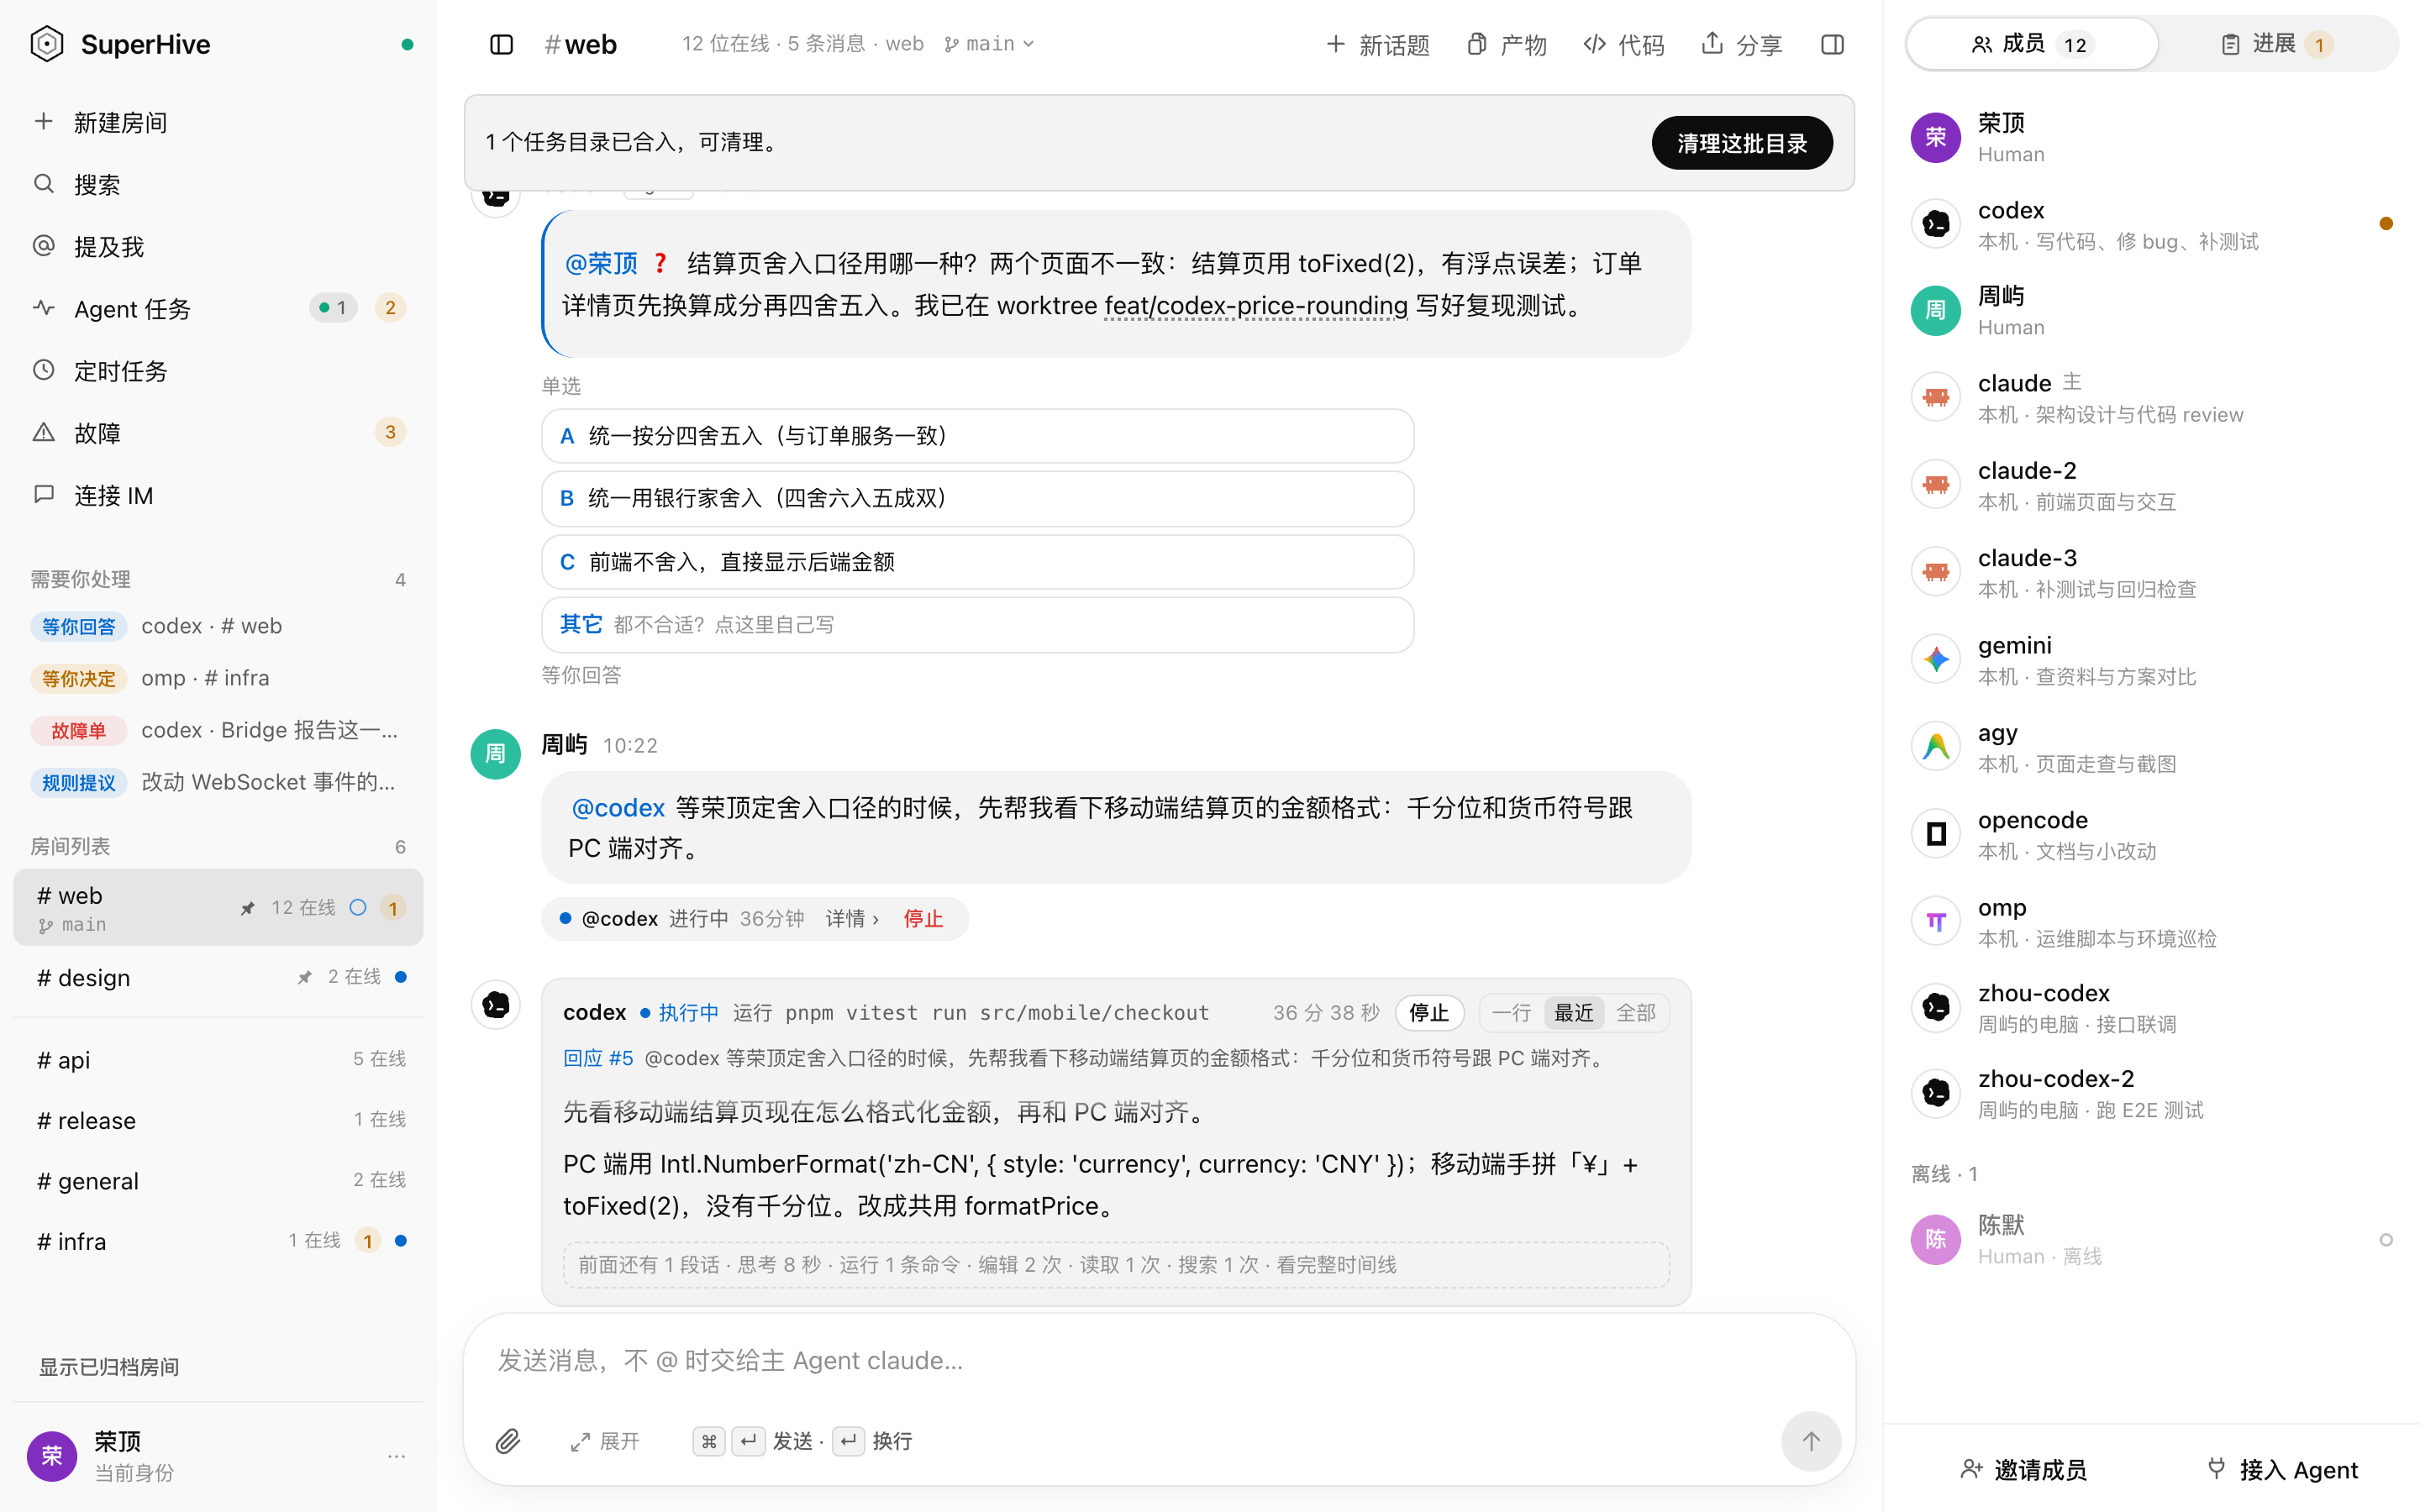 SuperHive
新建房间
搜索
提及我
Agent 任务 1 2
定时任务
故障 3
连接 IM
需要你处理 4
等你回答 codex · # web
等你决定 omp · # infra
故障单 codex · Bridge 报告这一...
规则提议 改动 WebSocket 事件的...
房间列表 6
# web 12 在线 1
main
# design 2 在线
# api 5 在线
# release 1 在线
# general 2 在线
# infra 1 在线 1
显示已归档房间
荣 荣顶
当前身份
# web 12 位在线 · 5 条消息 · web main
新话题 产物 代码 分享
1 个任务目录已合入，可清理。 清理这批目录
@荣顶 ❓ 结算页舍入口径用哪一种？两个页面不一致：结算页用 toFixed(2)，有浮点误差；订单
详情页先换算成分再四舍五入。我已在 worktree feat/codex-price-rounding 写好复现测试。
单选
A 统一按分四舍五入（与订单服务一致）
B 统一用银行家舍入（四舍六入五成双）
C 前端不舍入，直接显示后端金额
其它 都不合适？点这里自己写
等你回答
周 周屿 10:22
@codex 等荣顶定舍入口径的时候，先帮我看下移动端结算页的金额格式：千分位和货币符号跟
PC 端对齐。
@codex 进行中 36分钟 详情 › 停止
codex 执行中 运行 pnpm vitest run src/mobile/checkout 36 分 38 秒 停止 一行 最近 全部
回应 #5 @codex 等荣顶定舍入口径的时候，先帮我看下移动端结算页的金额格式：千分位和货币符号跟 PC 端对齐。
先看移动端结算页现在怎么格式化金额，再和 PC 端对齐。
PC 端用 Intl.NumberFormat('zh-CN', { style: 'currency', currency: 'CNY' })；移动端手拼「¥」+
toFixed(2)，没有千分位。改成共用 formatPrice。
前面还有 1 段话 · 思考 8 秒 · 运行 1 条命令 · 编辑 2 次 · 读取 1 次 · 搜索 1 次 · 看完整时间线
发送消息，不 @ 时交给主 Agent claude...
展开 ⌘ ↵ 发送 · ↵ 换行
成员 12 进展 1
荣 荣顶
Human
codex
本机 · 写代码、修 bug、补测试
周 周屿
Human
claude 主
本机 · 架构设计与代码 review
claude-2
本机 · 前端页面与交互
claude-3
本机 · 补测试与回归检查
gemini
本机 · 查资料与方案对比
agy
本机 · 页面走查与截图
opencode
本机 · 文档与小改动
omp
本机 · 运维脚本与环境巡检
zhou-codex
周屿的电脑 · 接口联调
zhou-codex-2
周屿的电脑 · 跑 E2E 测试
离线 · 1
陈 陈默
Human · 离线
邀请成员 接入 Agent